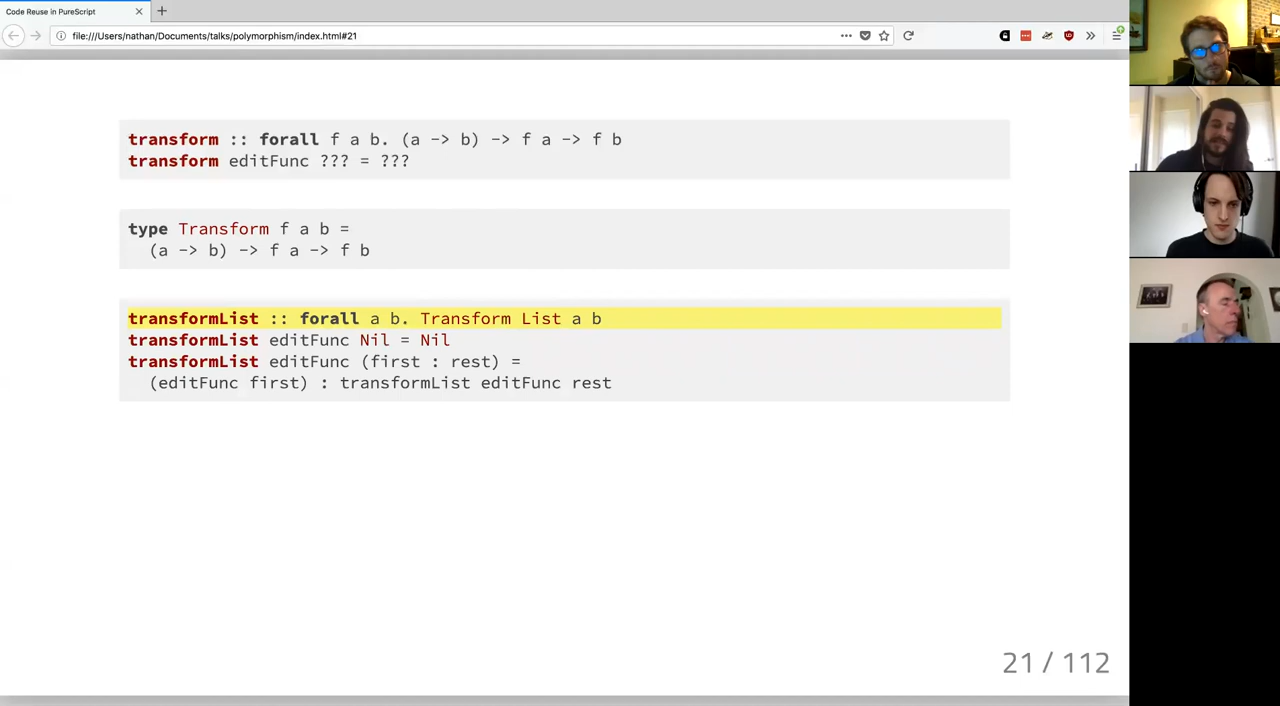 Code Reuse in PureScript
file:///Users/nathan/Documents/talks/polymorphism/index.html#21
transform :: forall f a b. (a -> b) -> f a -> f b
transform editFunc ??? = ???
type Transform f a b =
(a -> b) -> f a -> f b
transformList :: forall a b. Transform List a b
transformList editFunc Nil = Nil
transformList editFunc (first : rest) =
(editFunc first) : transformList editFunc rest
21 / 112